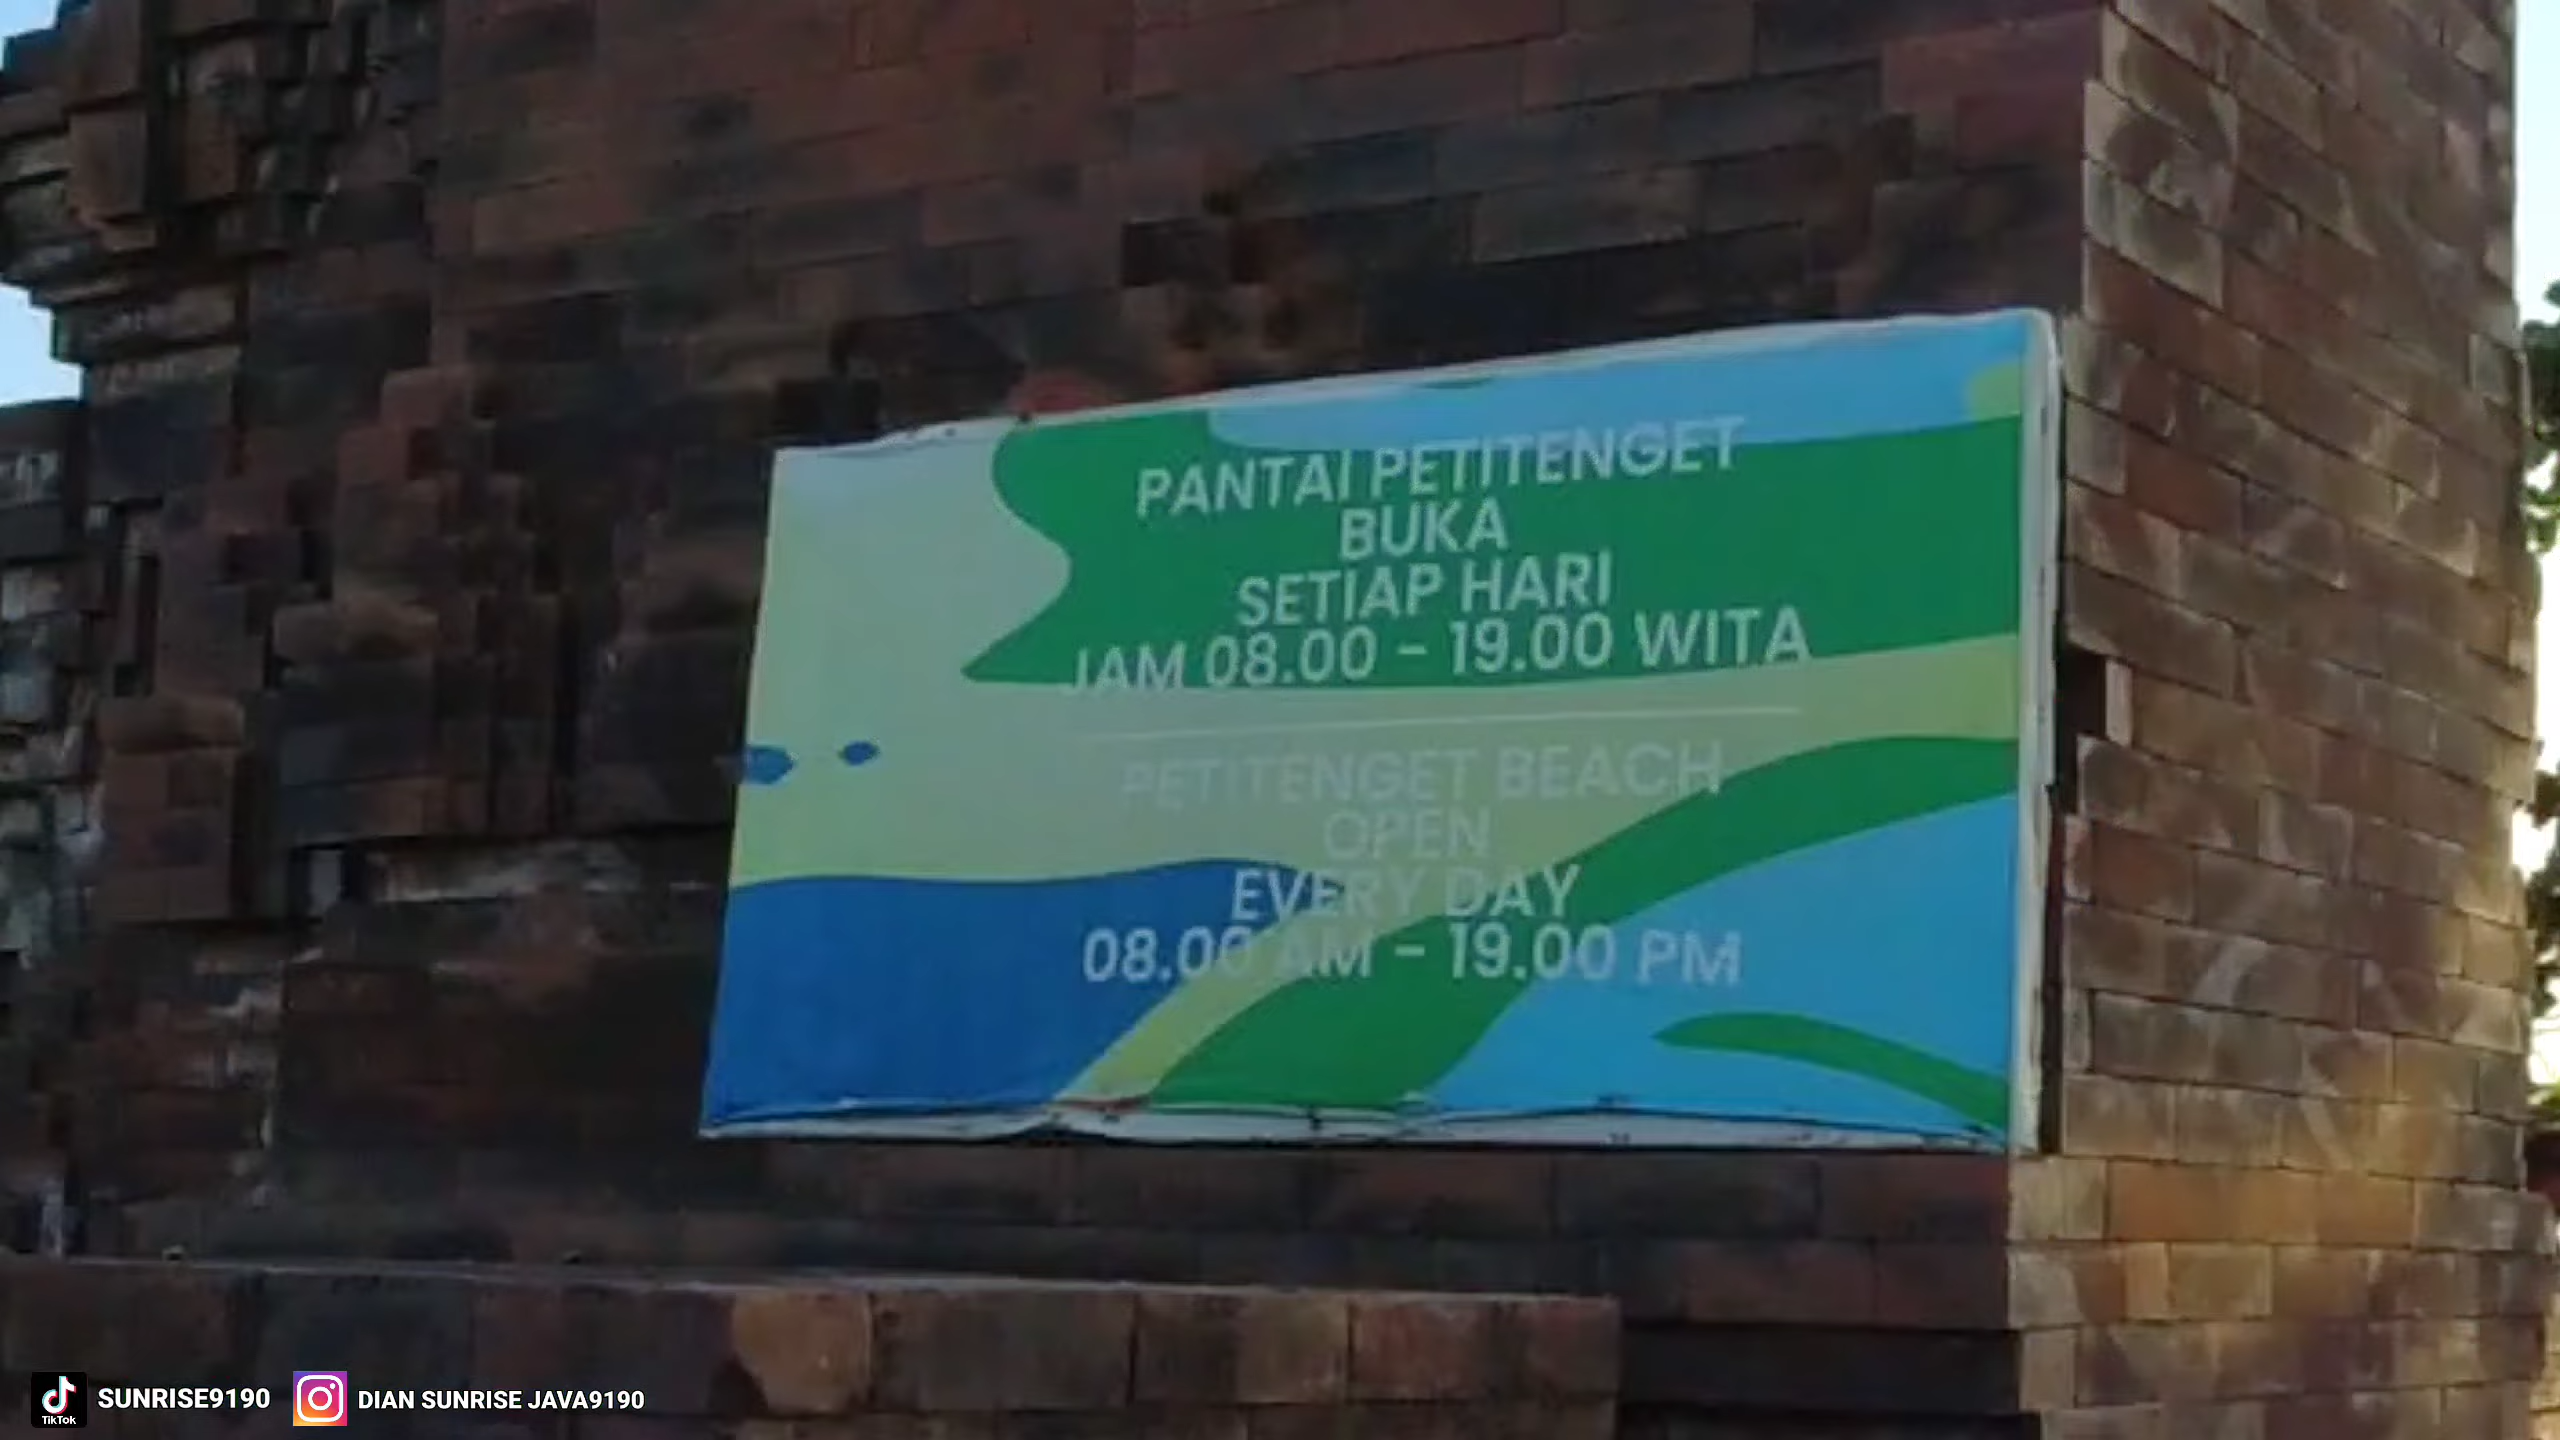 PANTAI PETITENGET
BUKA
SETIAP HARI
JAM 08.00 - 19.00 WITA
PETITENGET BEACH
OPEN
EVERY DAY
08.00 AM - 19.00 PM
TikTok
SUNRISE9190
DIAN SUNRISE JAVA9190